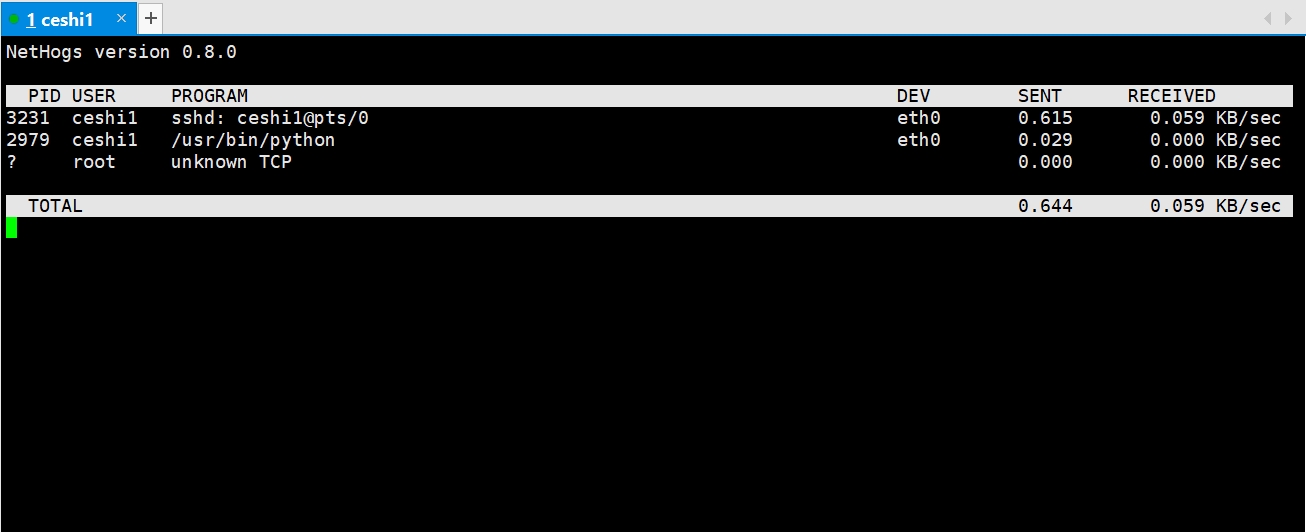 1 ceshi1 × +
NetHogs version 0.8.0
PID USER PROGRAM DEV SENT RECEIVED
3231 ceshi1 sshd: ceshi1@pts/0 eth0 0.615 0.059 KB/sec
2979 ceshi1 /usr/bin/python eth0 0.029 0.000 KB/sec
? root unknown TCP 0.000 0.000 KB/sec
TOTAL 0.644 0.059 KB/sec